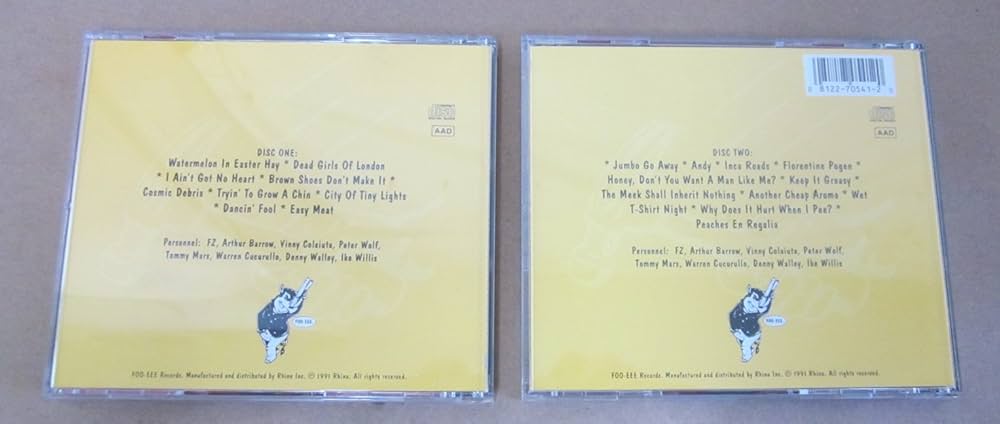 AAD
DISC ONE:
Watermelon In Easter Hay * Dead Girls Of London
* I Ain't Got No Heart * Brown Shoes Don't Make It *
Cosmic Debris * Tryin' To Grow A Chin * City Of Tiny Lights
* Dancin' Fool * Easy Meat
Personnel: FZ, Arthur Barrow, Vinny Colaiuta, Peter Wolf,
Tommy Mars, Warren Cucurullo, Denny Walley, Ike Willis
FOO-EEE
FOO-EEE Records. Manufactured and distributed by Rhino Inc. © 1991 Rhino. All rights reserved.
0 8122-70541-2
AAD
DISC TWO:
* Jumbo Go Away * Andy * Inca Roads * Florentine Pogen *
Honey, Don't You Want A Man Like Me? * Keep It Greasy *
The Meek Shall Inherit Nothing * Another Cheap Aroma * Wet
T-Shirt Night * Why Does It Hurt When I Pee? *
Peaches En Regalia
Personnel: FZ, Arthur Barrow, Vinny Colaiuta, Peter Wolf,
Tommy Mars, Warren Cucurullo, Denny Walley, Ike Willis
FOO-EEE
FOO-EEE Records. Manufactured and distributed by Rhino Inc. © 1991 Rhino. All rights reserved.